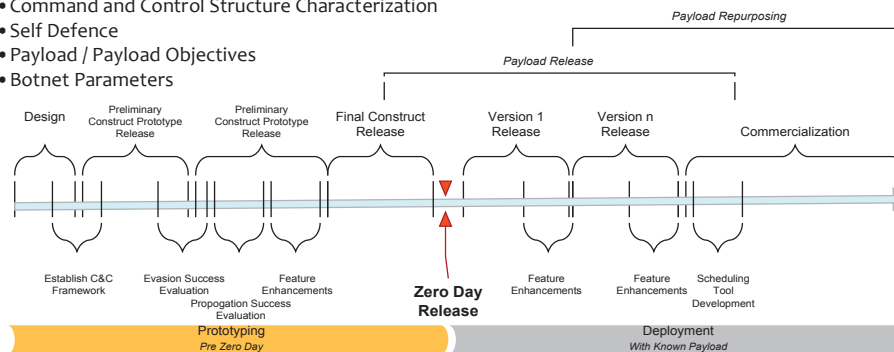 • Command and Control Structure Characterization
• Self Defence
• Payload / Payload Objectives
• Botnet Parameters
Payload Repurposing
Payload Release
Design
Preliminary
Construct Prototype
Release
Preliminary
Construct Prototype
Release
Final Construct
Release
Version 1
Release
Version n
Release
Commercialization
Establish C&C
Framework
Evasion Success
Evaluation
Propogation Success
Evaluation
Feature
Enhancements
Zero Day
Release
Feature
Enhancements
Feature
Enhancements
Scheduling
Tool
Development
Prototyping
Pre Zero Day
Deployment
With Known Payload